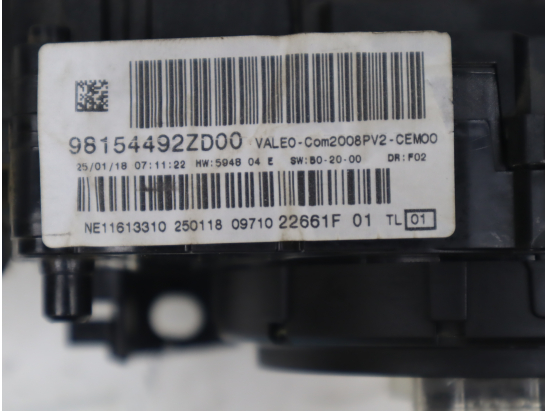 98154492ZD00 VALEO-Com2008PV2-CEM00
25/01/18 07:11:22 HW:5948 04 E SW:B0-20-00 DR:F02
NE11613310 250118 09710 22661F 01 TL 01